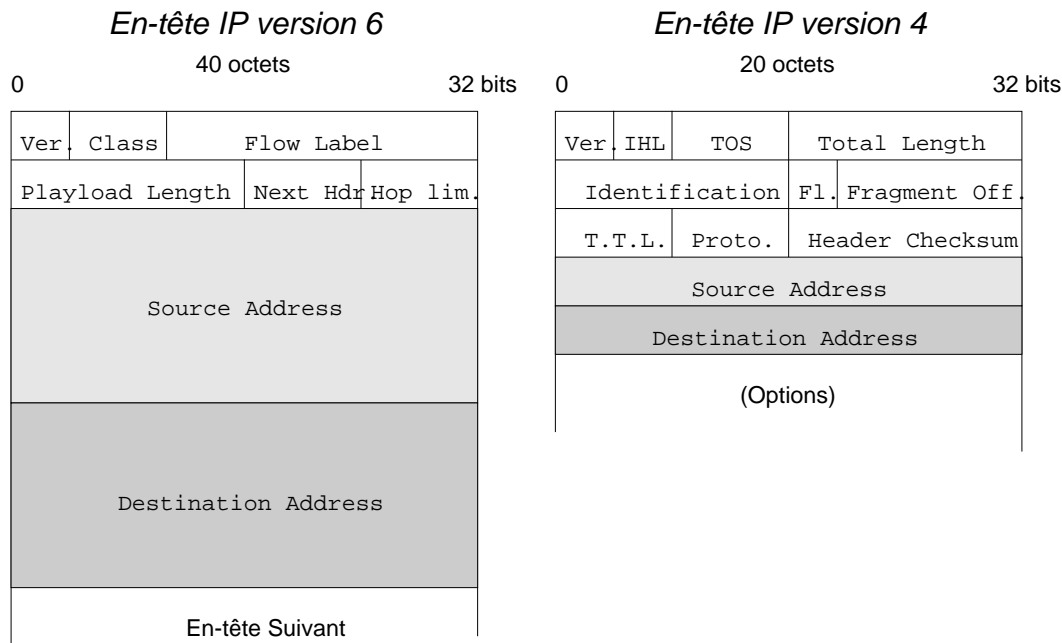 En-tête IP version 6
40 octets
0 32 bits
Ver. Class Flow Label
Playload Length Next Hdr. Hop lim.
Source Address
Destination Address
En-tête Suivant
En-tête IP version 4
20 octets
0 32 bits
Ver. IHL TOS Total Length
Identification Fl. Fragment Off.
T.T.L. Proto. Header Checksum
Source Address
Destination Address
(Options)